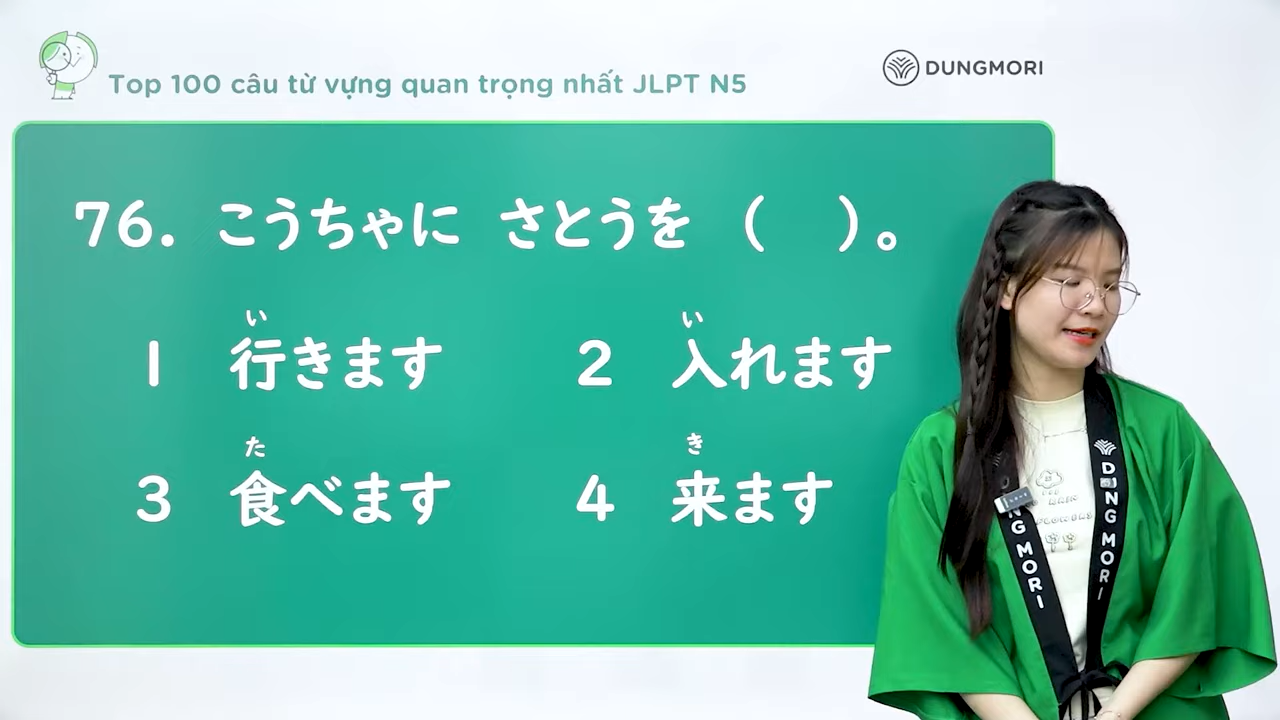 Top 100 câu từ vựng quan trọng nhất JLPT N5
DUNGMORI
76. こうちゃに さとうを ( )。
い い
1 行きます 2 入れます
た き
3 食べます 4 来ます
DUNG MORI
DUNG MORI